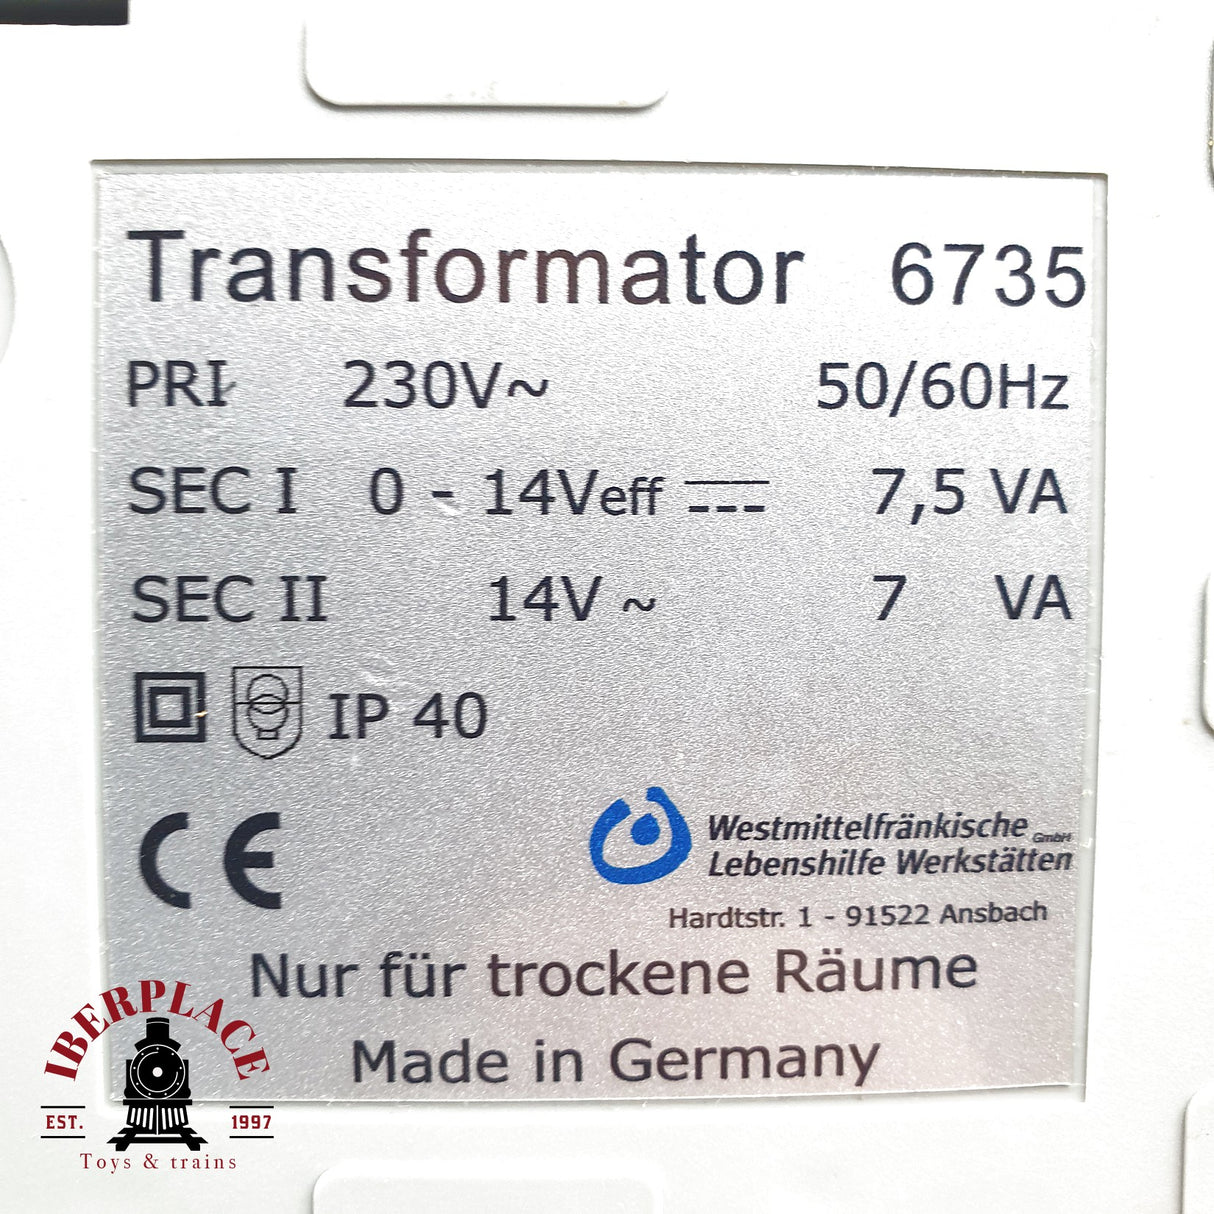 Transformator 6735
PRI 230V~ 50/60Hz
SEC I 0 - 14Veff 7,5 VA
SEC II 14V ~ 7 VA
IP 40
CE
Westmittelfränkische GmbH
Lebenshilfe Werkstätten
Hardtstr. 1 - 91522 Ansbach
Nur für trockene Räume
Made in Germany
IBERPLACE
EST. 1997
Toys & trains